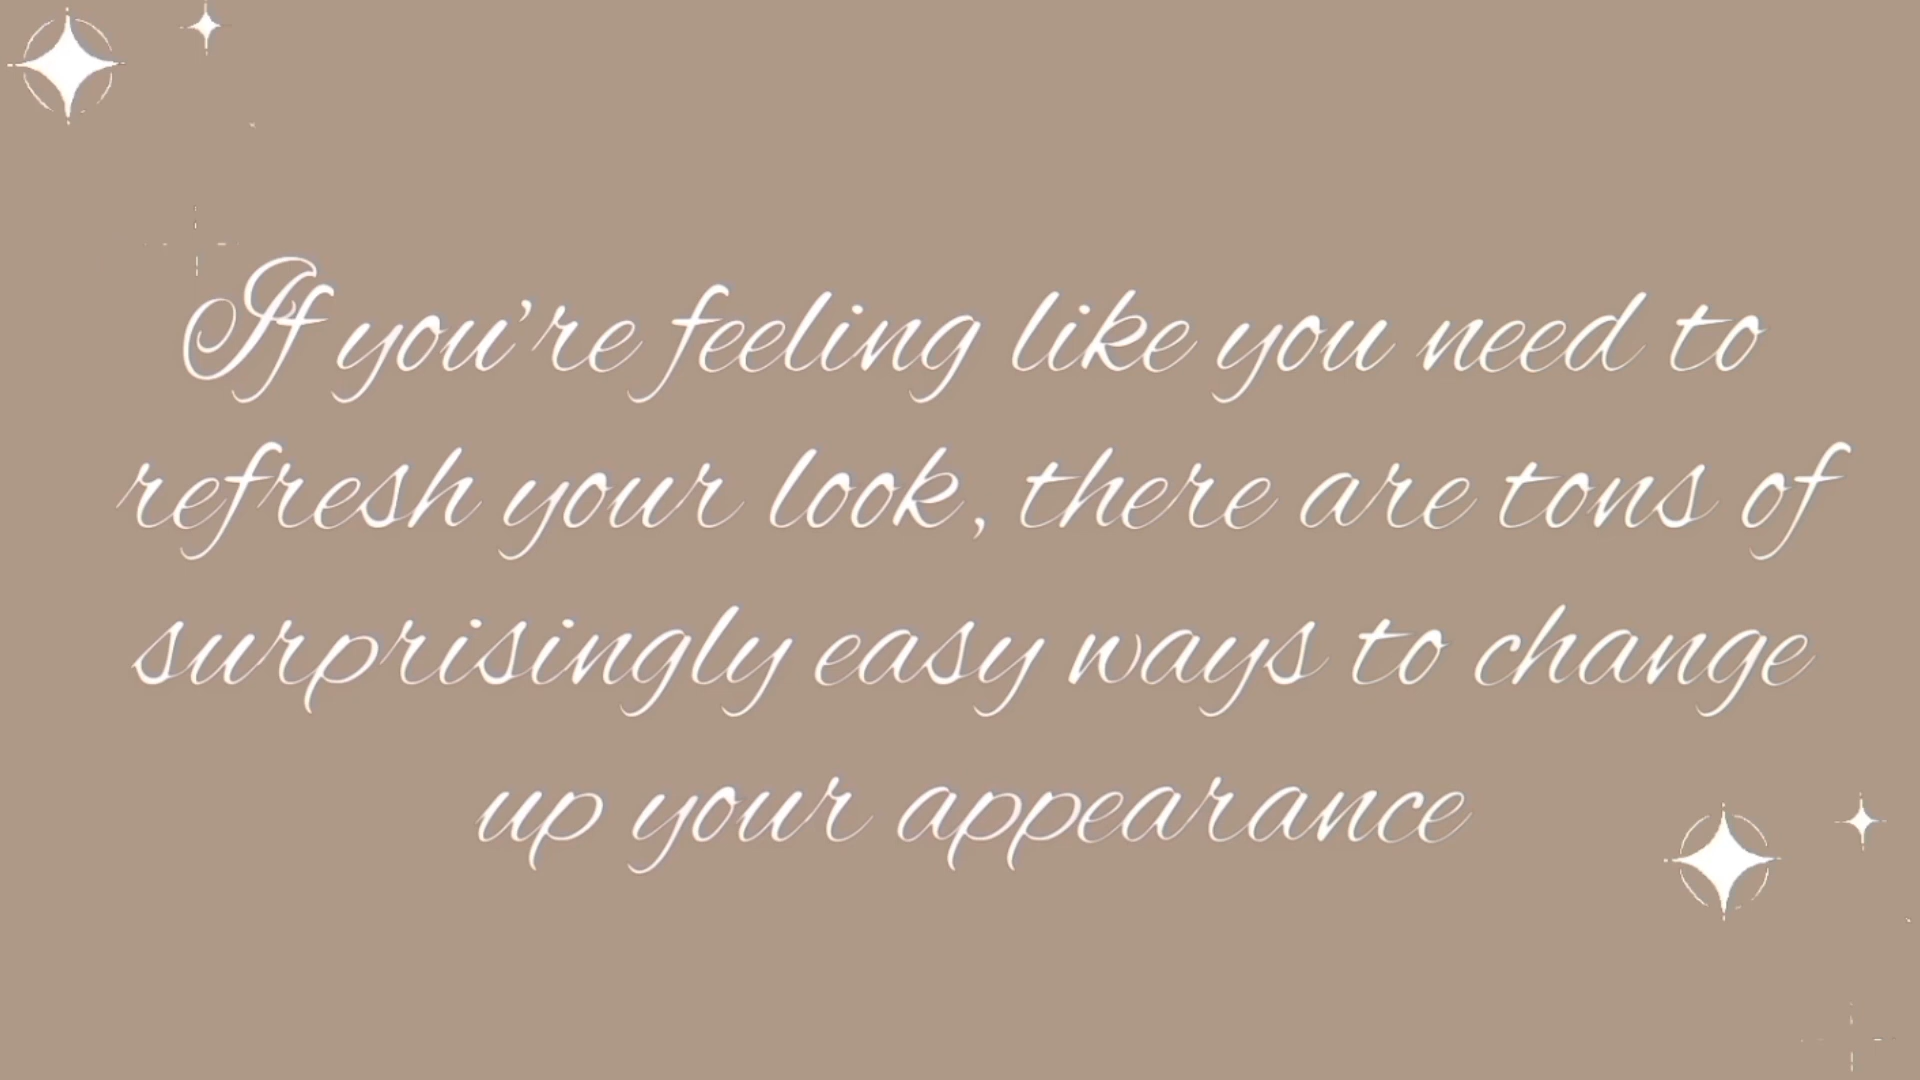 If you’re feeling like you need to
refresh your look, there are tons of
surprisingly easy ways to change
up your appearance